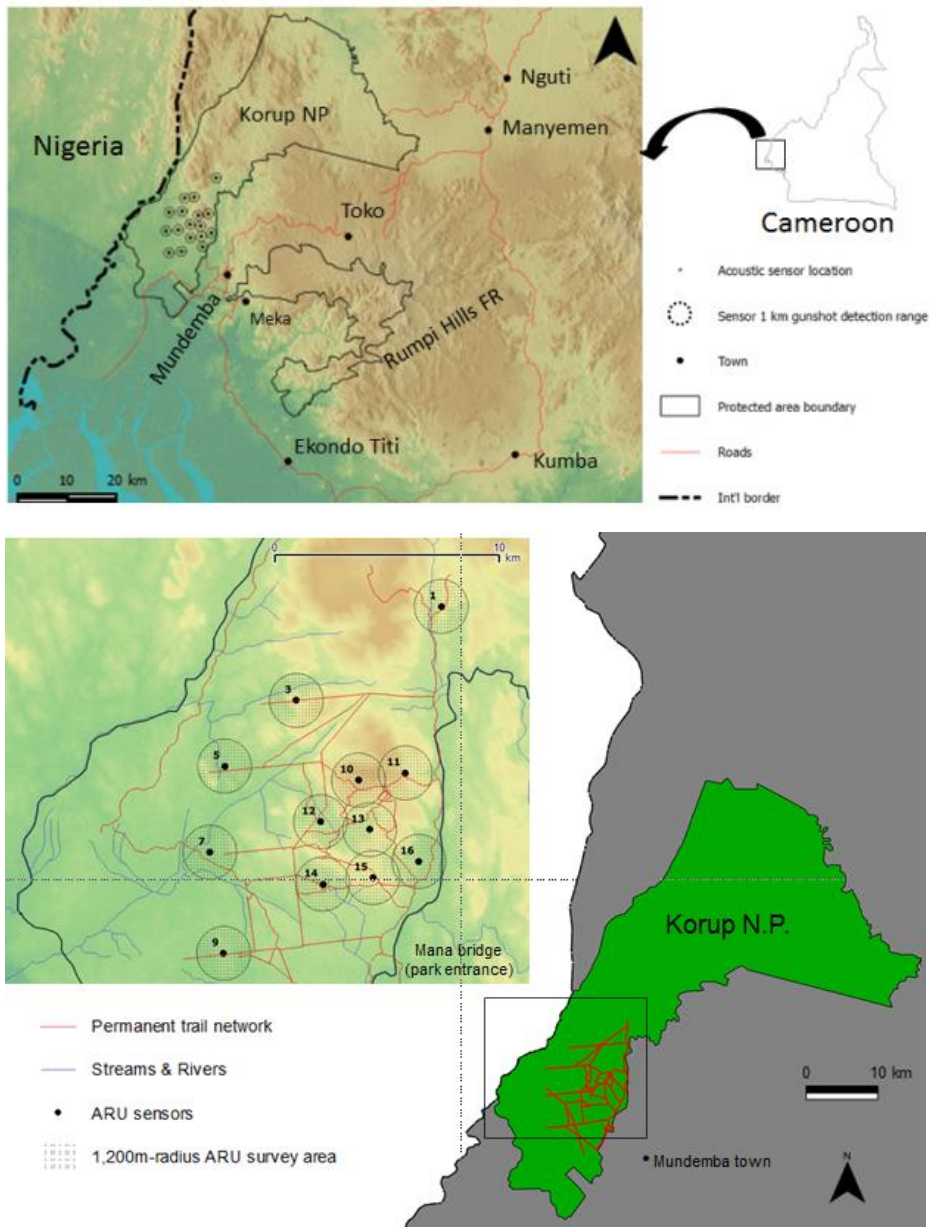 Nguti
Korup NP
Manyemen
Nigeria
Toko
Cameroon
Mundemba
Meka
Rumpi Hills FR
Ekondo Titi
Kumba
0 10 20 km
Acoustic sensor location
Sensor 1 km gunshot detection range
Town
Protected area boundary
Roads
Int'l border
0 10
km
1
3
5
10 11
12 13
7 16
14 15
9
Mana bridge
(park entrance)
Permanent trail network
Streams & Rivers
ARU sensors
1,200m-radius ARU survey area
Korup N.P.
0 10 km
Mundemba town
N